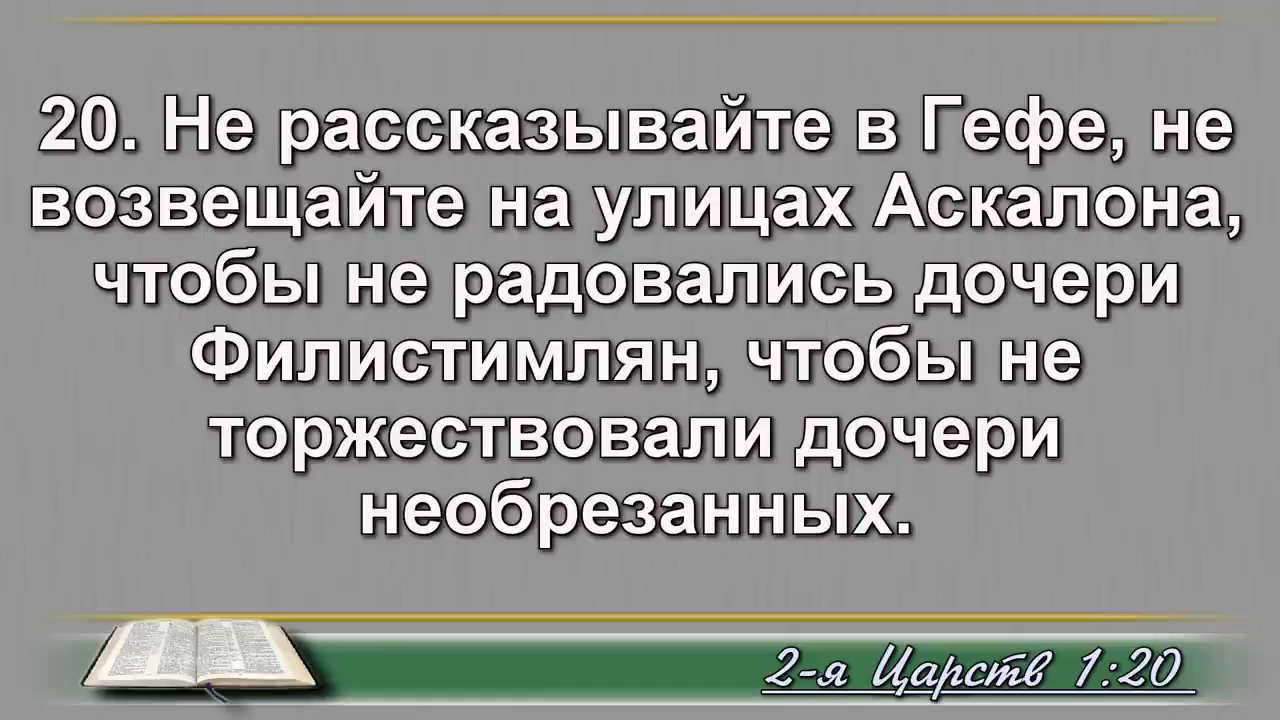 20. Не рассказывайте в Гефе, не
возвещайте на улицах Аскалона,
чтобы не радовались дочери
Филистимлян, чтобы не
торжествовали дочери
необрезанных.
2-я Царств 1:20